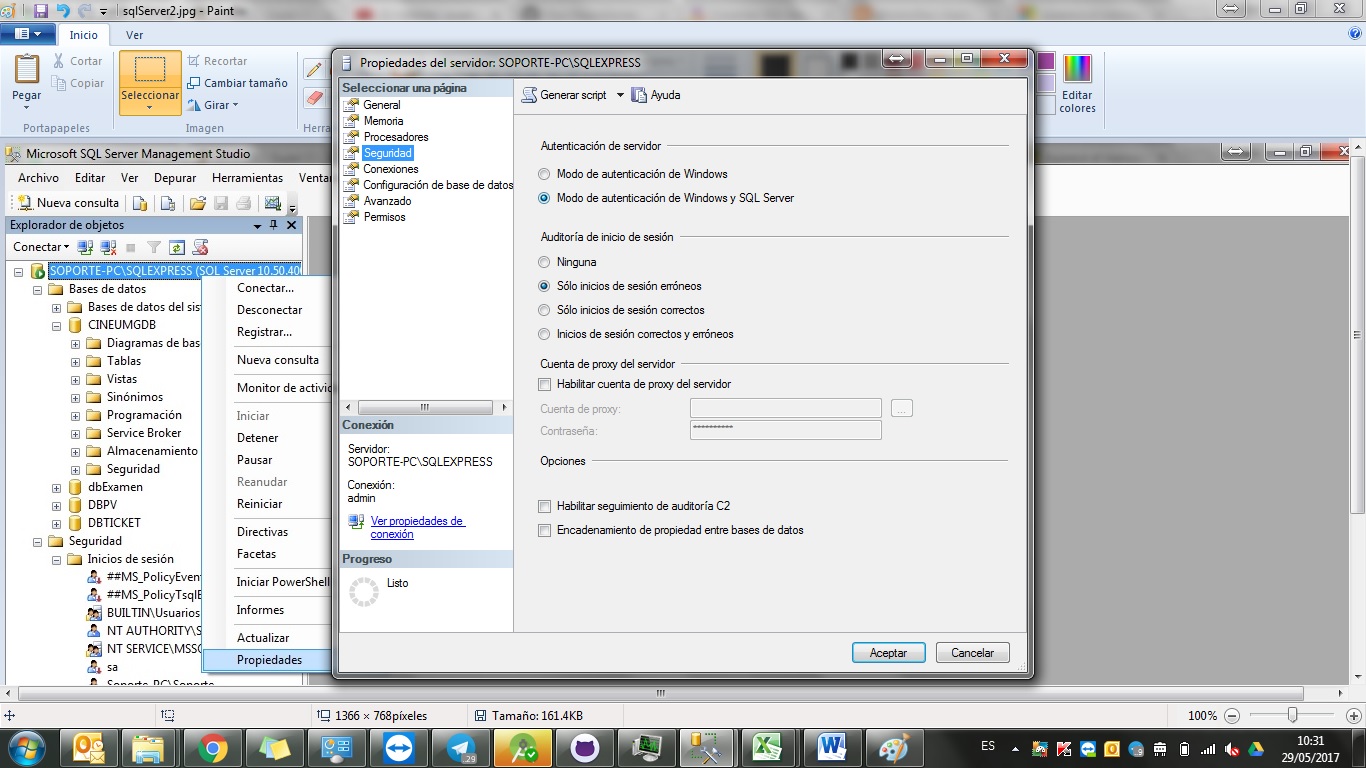 sqlServer2.jpg - Paint
Inicio
Ver
Pegar
Cortar
Copiar
Portapapeles
Seleccionar
Recortar
Cambiar tamaño
Girar
Imagen
Herra
Editar
colores
Microsoft SQL Server Management Studio
Archivo Editar Ver Depurar Herramientas Ventan
Nueva consulta
Explorador de objetos
Conectar
SOPORTE-PC\SQLEXPRESS (SQL Server 10.50.400
Bases de datos
Bases de datos del sis
CINEUMGDB
Diagramas de bas
Tablas
Vistas
Sinónimos
Programación
Service Broker
Almacenamiento
Seguridad
dbExamen
DBPV
DBTICKET
Seguridad
Inicios de sesión
##MS_PolicyEven
##MS_PolicyTsqlE
BUILTIN\Usuarios
NT AUTHORITY\S
NT SERVICE\MSSQ
sa
Soporte-PC\Soporte
Conectar...
Desconectar
Registrar...
Nueva consulta
Monitor de activid
Iniciar
Detener
Pausar
Reanudar
Reiniciar
Directivas
Facetas
Iniciar PowerShell
Informes
Actualizar
Propiedades
Propiedades del servidor: SOPORTE-PC\SQLEXPRESS
Seleccionar una página
General
Memoria
Procesadores
Seguridad
Conexiones
Configuración de base de datos
Avanzado
Permisos
Conexión
Servidor:
SOPORTE-PC\SQLEXPRESS
Conexión:
admin
Ver propiedades de
conexión
Progreso
Listo
Generar script
Ayuda
Autenticación de servidor
Modo de autenticación de Windows
Modo de autenticación de Windows y SQL Server
Auditoría de inicio de sesión
Ninguna
Sólo inicios de sesión erróneos
Sólo inicios de sesión correctos
Inicios de sesión correctos y erróneos
Cuenta de proxy del servidor
Habilitar cuenta de proxy del servidor
Cuenta de proxy:
...
Contraseña:
**********
Opciones
Habilitar seguimiento de auditoría C2
Encadenamiento de propiedad entre bases de datos
Aceptar
Cancelar
1366 × 768píxeles
Tamaño: 161.4KB
100%
29
ES
10:31
29/05/2017